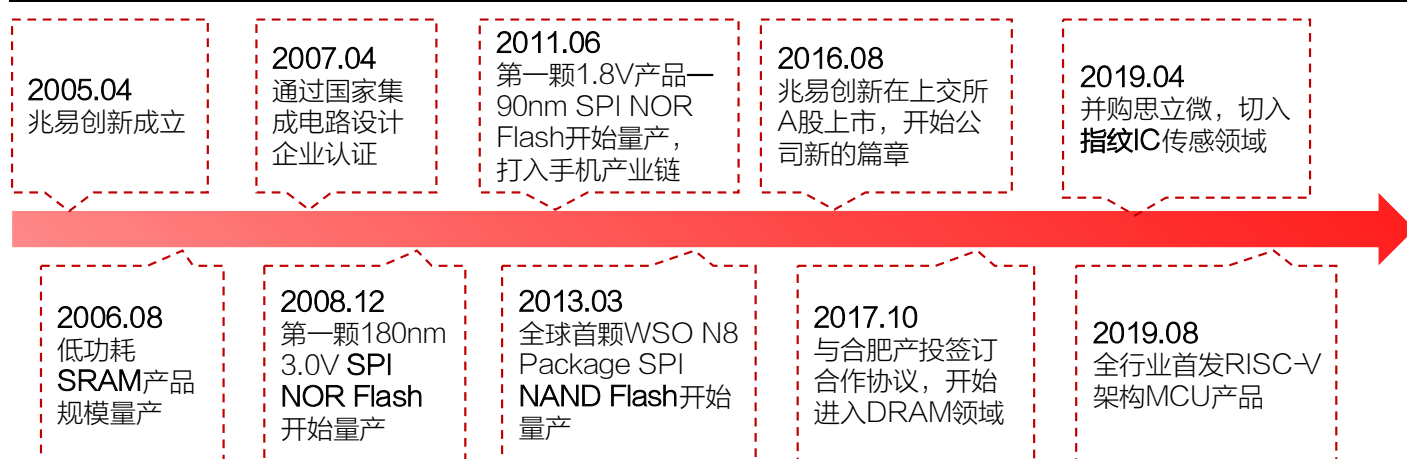 2005.04
兆易创新成立
2007.04
通过国家集
成电路设计
企业认证
2011.06
第一颗1.8V产品—
90nm SPI NOR
Flash开始量产，
打入手机产业链
2016.08
兆易创新在上交所
A股上市，开始公
司新的篇章
2019.04
并购思立微，切入
指纹IC传感领域
2006.08
低功耗
SRAM产品
规模量产
2008.12
第一颗180nm
3.0V SPI
NOR Flash
开始量产
2013.03
全球首颗WSO N8
Package SPI
NAND Flash开始
量产
2017.10
与合肥产投签订
合作协议，开始
进入DRAM领域
2019.08
全行业首发RISC-V
架构MCU产品